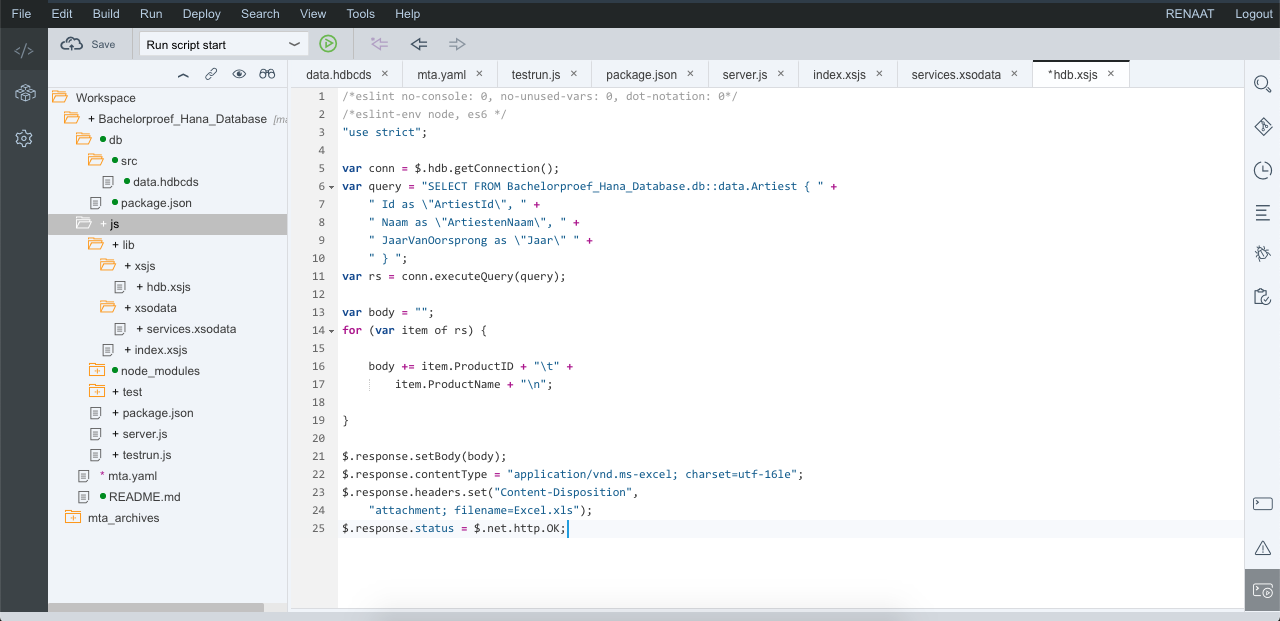 File Edit Build Run Deploy Search View Tools Help RENAAT Logout
Save Run script start
data.hdbcds × mta.yaml × testrun.js × package.json × server.js × index.xsjs × services.xsodata × *hdb.xsjs ×
Workspace
+ Bachelorproef_Hana_Database
db
src
data.hdbcds
package.json
+ js
+ lib
+ xsjs
+ hdb.xsjs
+ xsodata
+ services.xsodata
+ index.xsjs
node_modules
+ test
+ package.json
+ server.js
+ testrun.js
* mta.yaml
README.md
mta_archives
1 /*eslint no-console: 0, no-unused-vars: 0, dot-notation: 0*/
2 /*eslint-env node, es6 */
3 "use strict";
4
5 var conn = $.hdb.getConnection();
6 var query = "SELECT FROM Bachelorproef_Hana_Database.db::data.Artiest { " +
7 " Id as \"ArtiestId\", " +
8 " Naam as \"ArtiestenNaam\", " +
9 " JaarVanOorsprong as \"Jaar\" " +
10 " } ";
11 var rs = conn.executeQuery(query);
12
13 var body = "";
14 for (var item of rs) {
15
16 body += item.ProductID + "\t" +
17 item.ProductName + "\n";
18
19 }
20
21 $.response.setBody(body);
22 $.response.contentType = "application/vnd.ms-excel; charset=utf-16le";
23 $.response.headers.set("Content-Disposition",
24 "attachment; filename=Excel.xls");
25 $.response.status = $.net.http.OK;